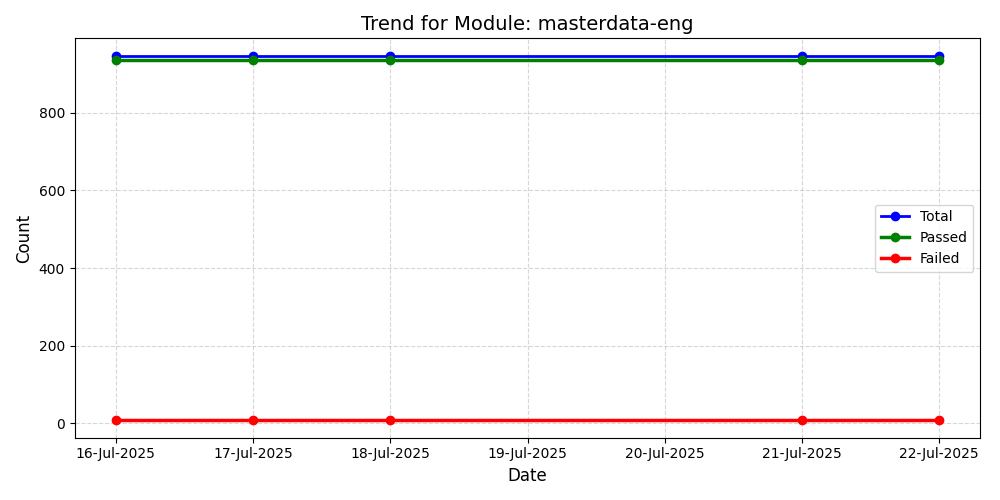 Trend for Module: masterdata-eng
Count
800
600
400
200
0
Total
Passed
Failed
16-Jul-2025 17-Jul-2025 18-Jul-2025 19-Jul-2025 20-Jul-2025 21-Jul-2025 22-Jul-2025
Date